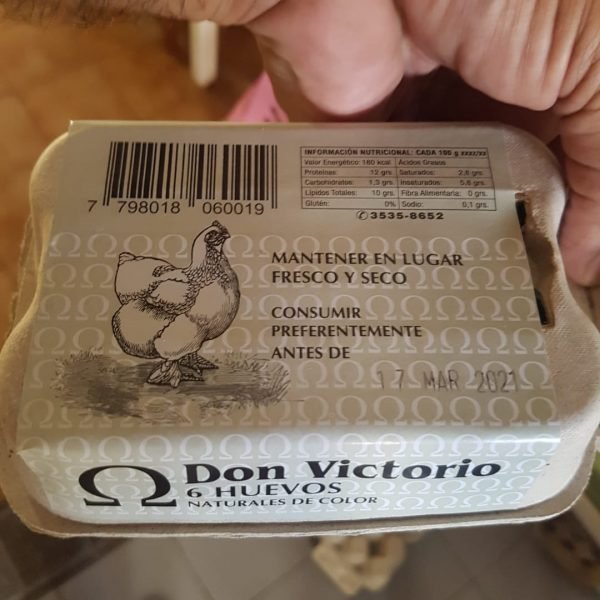 INFORMACIÓN NUTRICIONAL: CADA 100 g
Valor Energético: 160 kcal
Proteínas: 12 grs.
Carbohidratos: 1,3 grs.
Lípidos Totales: 10 grs.
Glutén: 0%
Acidos Grasos
Saturados: 2,6 grs.
Insaturados: 5,6 grs.
Fibra Alimentaria: 0 grs.
Sodio: 0,1 grs.
✆ 3535-8652
7 798018 060019
MANTENER EN LUGAR
FRESCO Y SECO
CONSUMIR
PREFERENTEMENTE
ANTES DE
17 MAR 2021
Ω Don Victorio
6 HUEVOS
NATURALES DE COLOR